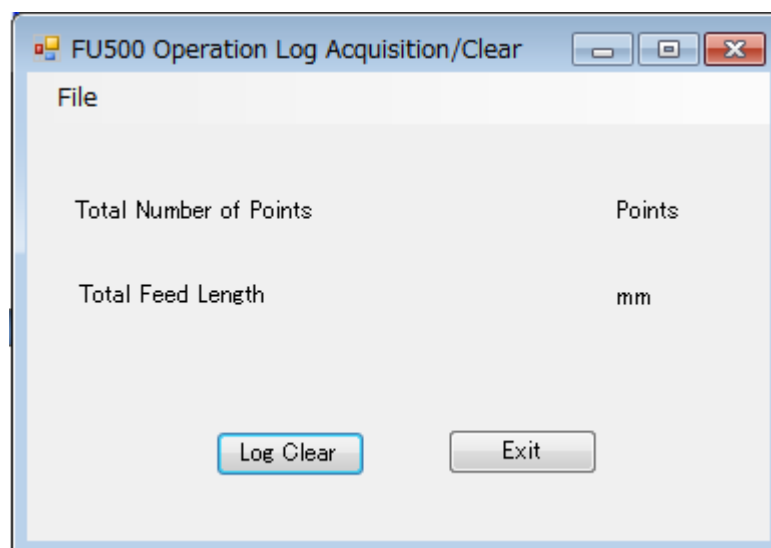 FU500 Operation Log Acquisition/Clear
File
Total Number of Points Points
Total Feed Length mm
Log Clear Exit